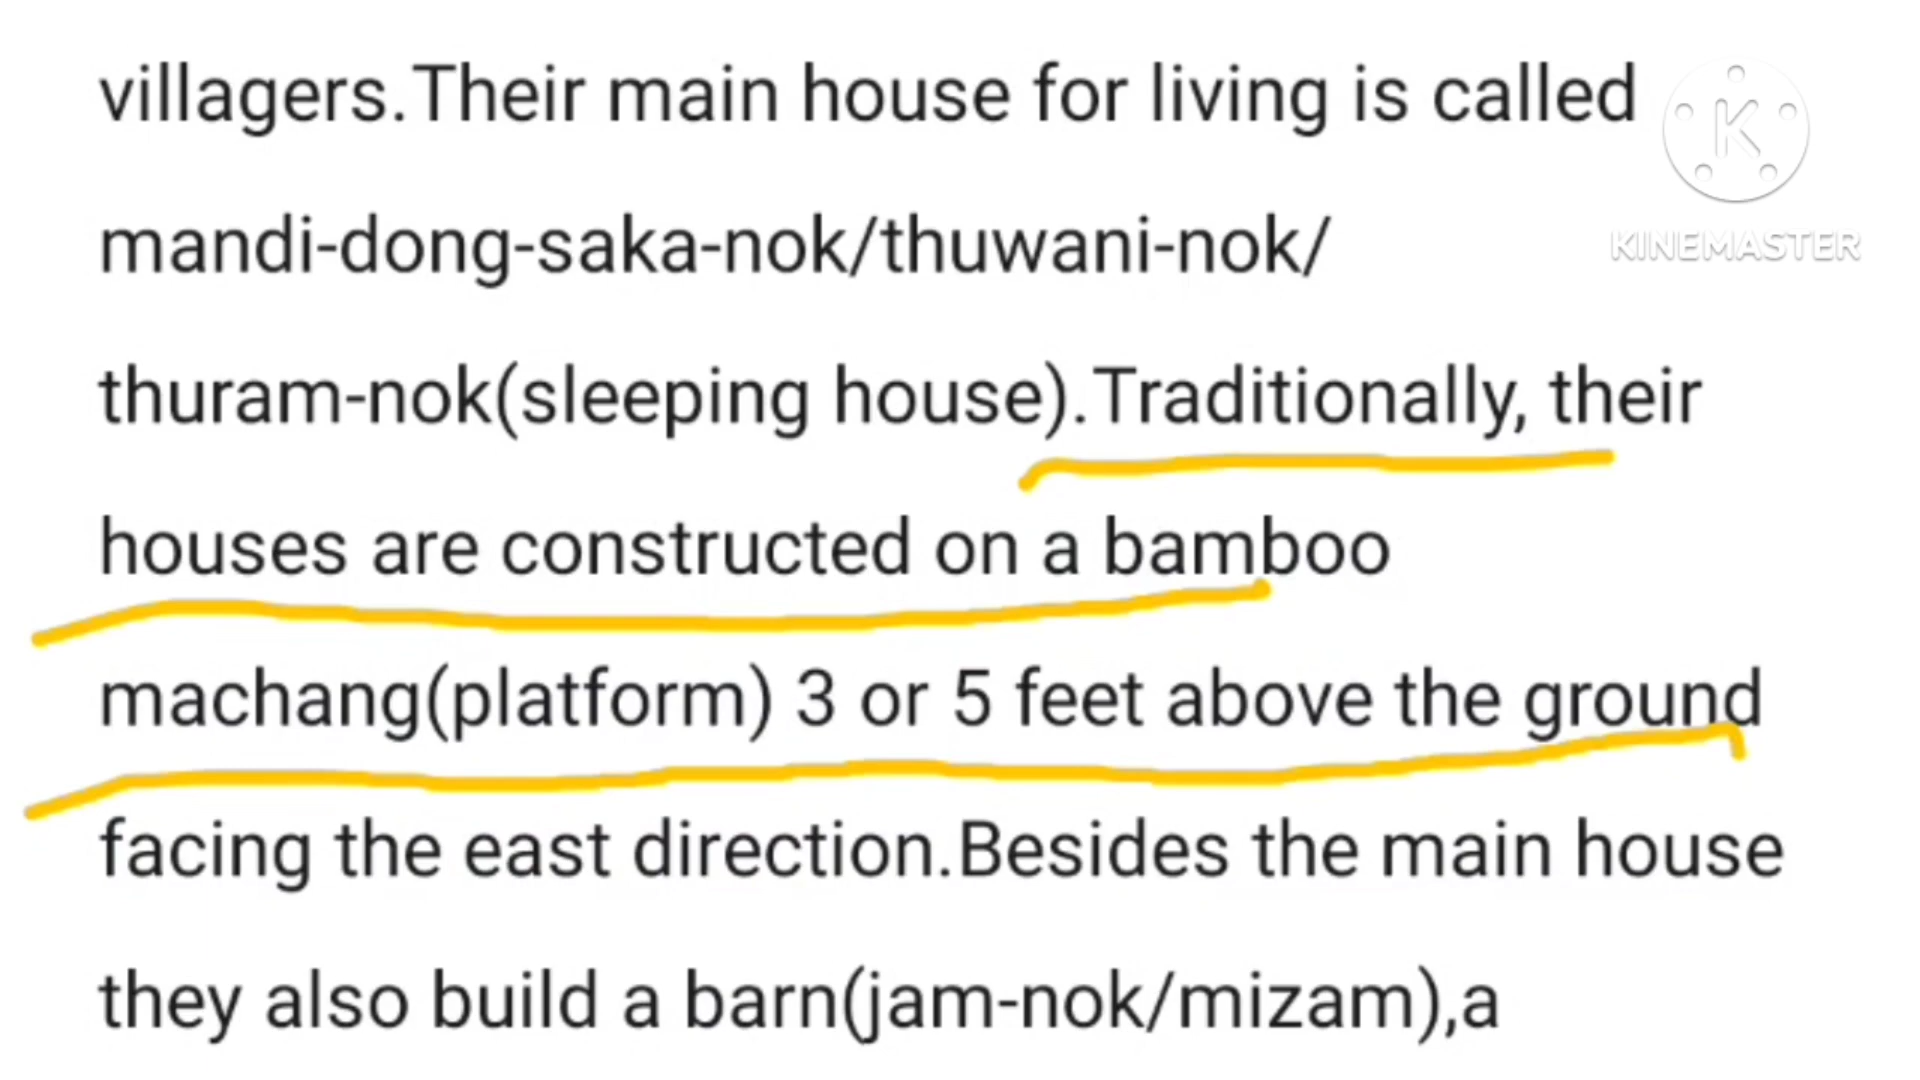 villagers.Their main house for living is called
mandi-dong-saka-nok/thuwani-nok/
thuram-nok(sleeping house).Traditionally, their
houses are constructed on a bamboo
machang(platform) 3 or 5 feet above the ground
facing the east direction.Besides the main house
they also build a barn(jam-nok/mizam),a
K
KINEMASTER